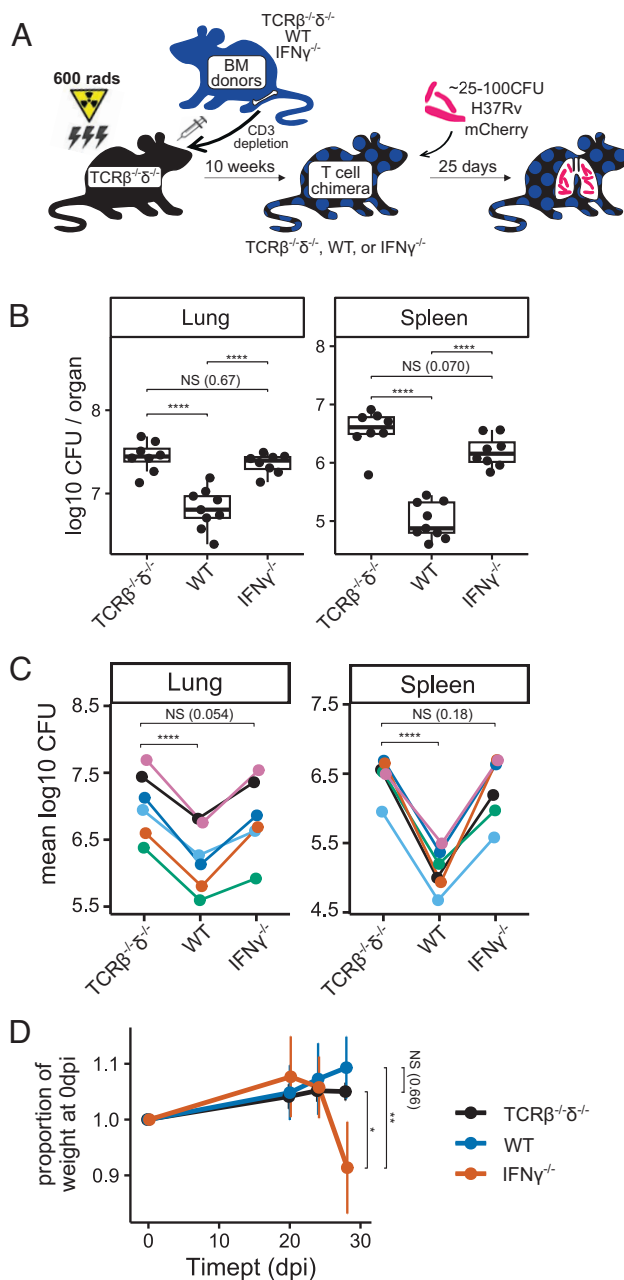 A
600 rads
TCRβ-/-δ-/-
WT
IFNγ-/-
BM
donors
CD3
depletion
TCRβ-/-δ-/-
10 weeks
T cell
chimera
~25-100CFU
H37Rv
mCherry
25 days
TCRβ-/-δ-/-, WT, or IFNγ-/-
B
Lung
Spleen
log10 CFU / organ
8
7
****
NS (0.67)
****
TCRβ-/-δ-/-
WT
IFNγ-/-
8
7
6
5
****
NS (0.070)
****
TCRβ-/-δ-/-
WT
IFNγ-/-
C
Lung
Spleen
mean log10 CFU
8.5
7.5
6.5
5.5
NS (0.054)
****
TCRβ-/-δ-/-
WT
IFNγ-/-
7.5
6.5
5.5
4.5
NS (0.18)
****
TCRβ-/-δ-/-
WT
IFNγ-/-
D
proportion of
weight at 0dpi
1.1
1.0
0.9
0
10
20
30
Timept (dpi)
*
**
NS (0.66)
TCRβ-/-δ-/-
WT
IFNγ-/-